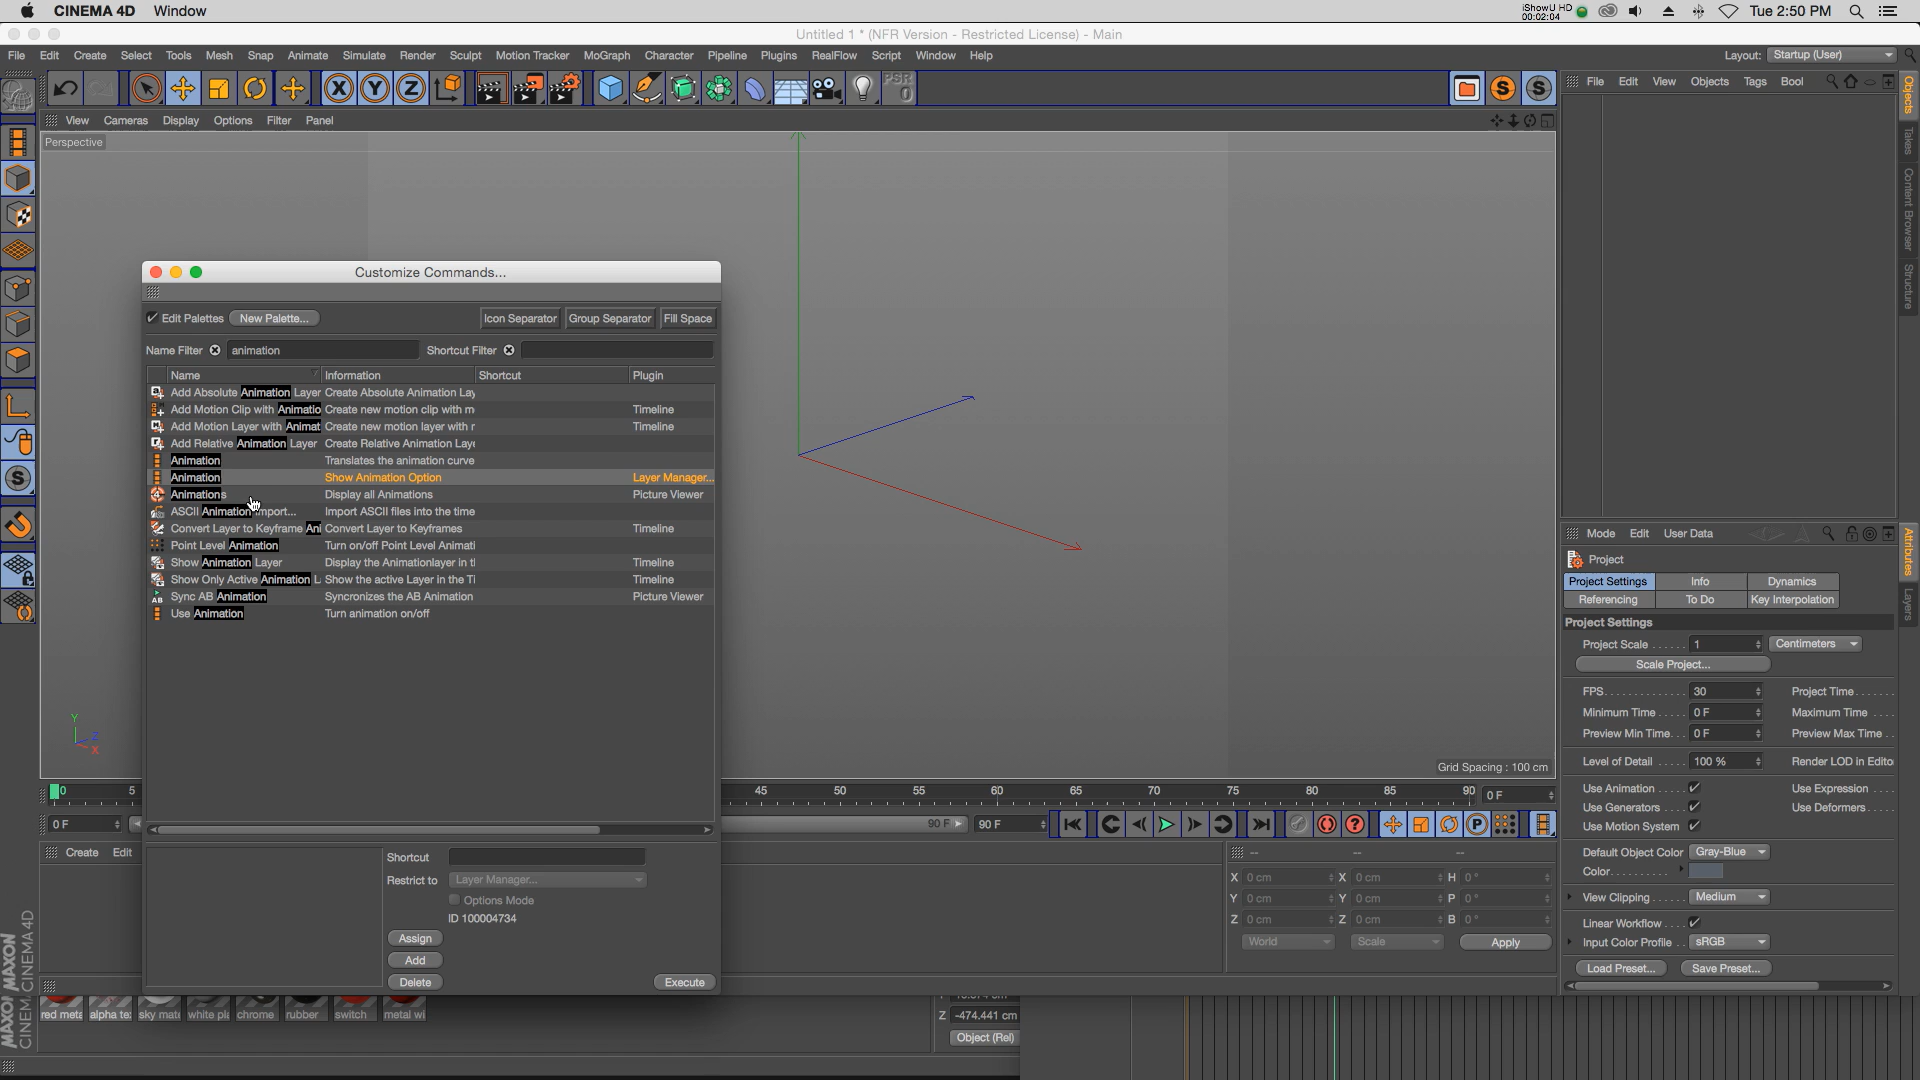 CINEMA 4D Window
iShowU HD
00:02:04
Tue 2:50 PM
Untitled 1 * (NFR Version - Restricted License) - Main
File Edit Create Select Tools Mesh Snap Animate Simulate Render Sculpt Motion Tracker MoGraph Character Pipeline Plugins RealFlow Script Window Help
Layout: Startup (User)
X Y Z
PSR
0
S S
File Edit View Objects Tags Bool
View Cameras Display Options Filter Panel
Perspective
Objects
Takes
Content Browser
Structure
Customize Commands...
Edit Palettes New Palette... Icon Separator Group Separator Fill Space
Name Filter animation Shortcut Filter
Name Information Shortcut Plugin
Add Absolute Animation Layer Create Absolute Animation Lay
Add Motion Clip with Animatio Create new motion clip with m Timeline
Add Motion Layer with Animat Create new motion layer with r Timeline
Add Relative Animation Layer Create Relative Animation Laye
Animation Translates the animation curve
Animation Show Animation Option Layer Manager...
Animations Display all Animations Picture Viewer
ASCII Animation Import... Import ASCII files into the time
Convert Layer to Keyframe Ani Convert Layer to Keyframes Timeline
Point Level Animation Turn on/off Point Level Animati
Show Animation Layer Display the Animationlayer in tl Timeline
Show Only Active Animation L Show the active Layer in the Ti Timeline
Sync AB Animation Syncronizes the AB Animation Picture Viewer
Use Animation Turn animation on/off
Shortcut
Restrict to Layer Manager...
Options Mode
ID 100004734
Assign
Add
Delete
Execute
Y
Z
X
Grid Spacing : 100 cm
0 5 45 50 55 60 65 70 75 80 85 90 0 F
0 F 90 F 90 F
Create Edit
-- -- --
X 0 cm X 0 cm H 0 °
Y 0 cm Y 0 cm P 0 °
Z 0 cm Z 0 cm B 0 °
World Scale Apply
Mode Edit User Data
Attributes
Layers
Project
Project Settings Info Dynamics
Referencing To Do Key Interpolation
Project Settings
Project Scale 1 Centimeters
Scale Project...
FPS 30 Project Time
Minimum Time 0 F Maximum Time
Preview Min Time 0 F Preview Max Time
Level of Detail 100 % Render LOD in Edito
Use Animation Use Expression
Use Generators Use Deformers
Use Motion System
Default Object Color Gray-Blue
Color
View Clipping Medium
Linear Workflow
Input Color Profile sRGB
Load Preset... Save Preset...
red meta alpha te sky mat white pla chrome rubber switch metal wi
Z -474.441 cm
Object (Rel)
MAXON
CINEMA 4D